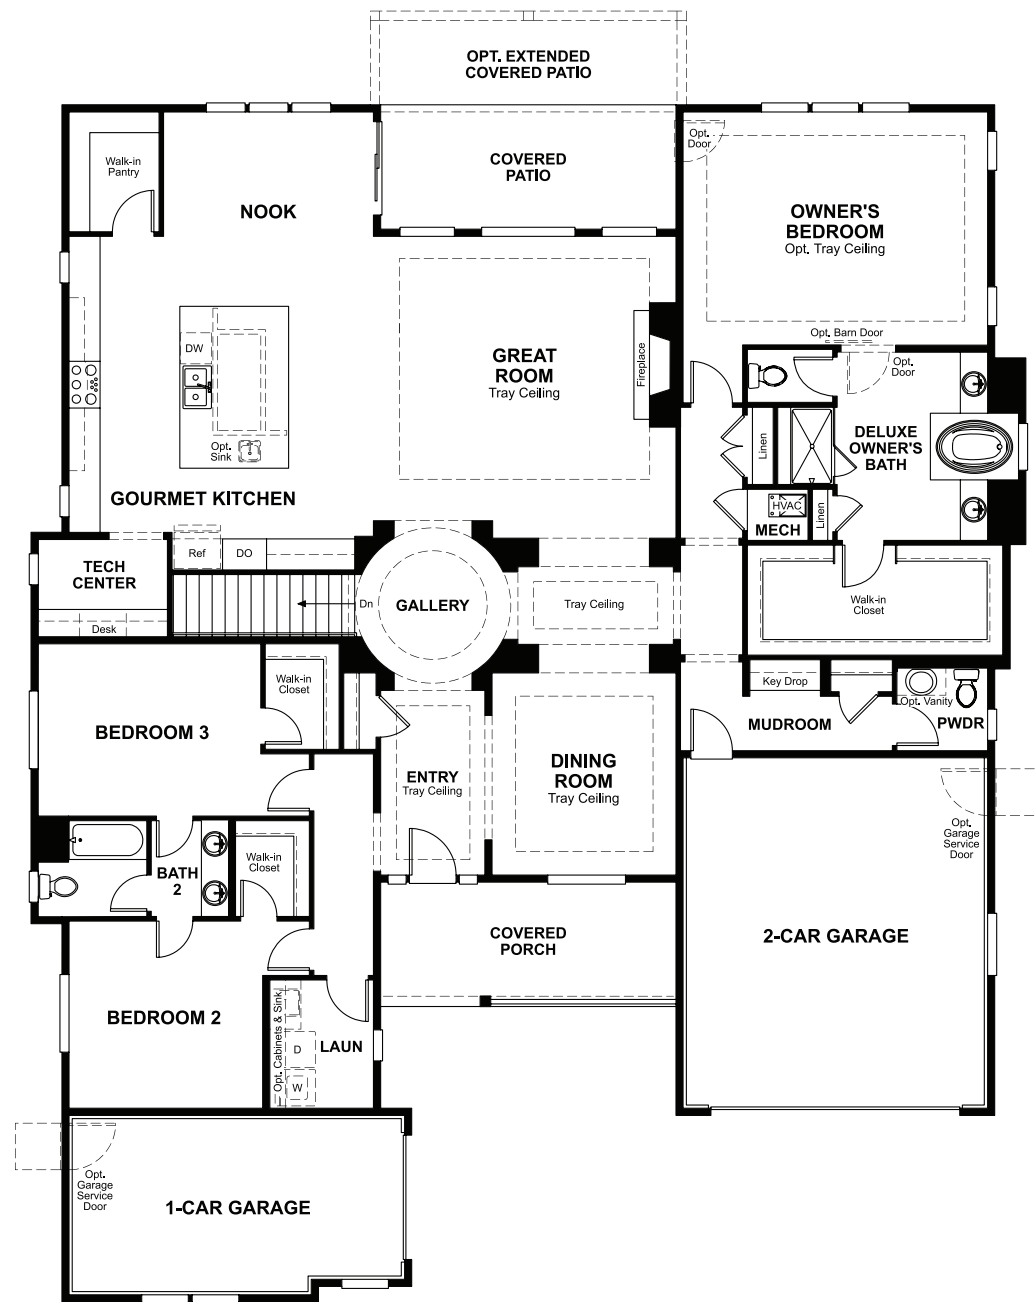 OPT. EXTENDED
COVERED PATIO
Opt.
Door
Walk-in
Pantry
COVERED
PATIO
NOOK
OWNER'S
BEDROOM
Opt. Tray Ceiling
Opt. Barn Door
DW
GREAT
ROOM
Tray Ceiling
Fireplace
Opt.
Door
Opt.
Sink
Linen
DELUXE
OWNER'S
BATH
GOURMET KITCHEN
HVAC
MECH
Linen
Ref
DO
TECH
CENTER
Desk
Dn
GALLERY
Tray Ceiling
Walk-in
Closet
Walk-in
Closet
Key Drop
Opt. Vanity
MUDROOM
PWDR
BEDROOM 3
ENTRY
Tray Ceiling
DINING
ROOM
Tray Ceiling
Opt.
Garage
Service
Door
BATH
2
Walk-in
Closet
COVERED
PORCH
2-CAR GARAGE
BEDROOM 2
Opt. Cabinets & Sink
D
W
LAUN
Opt.
Garage
Service
Door
1-CAR GARAGE